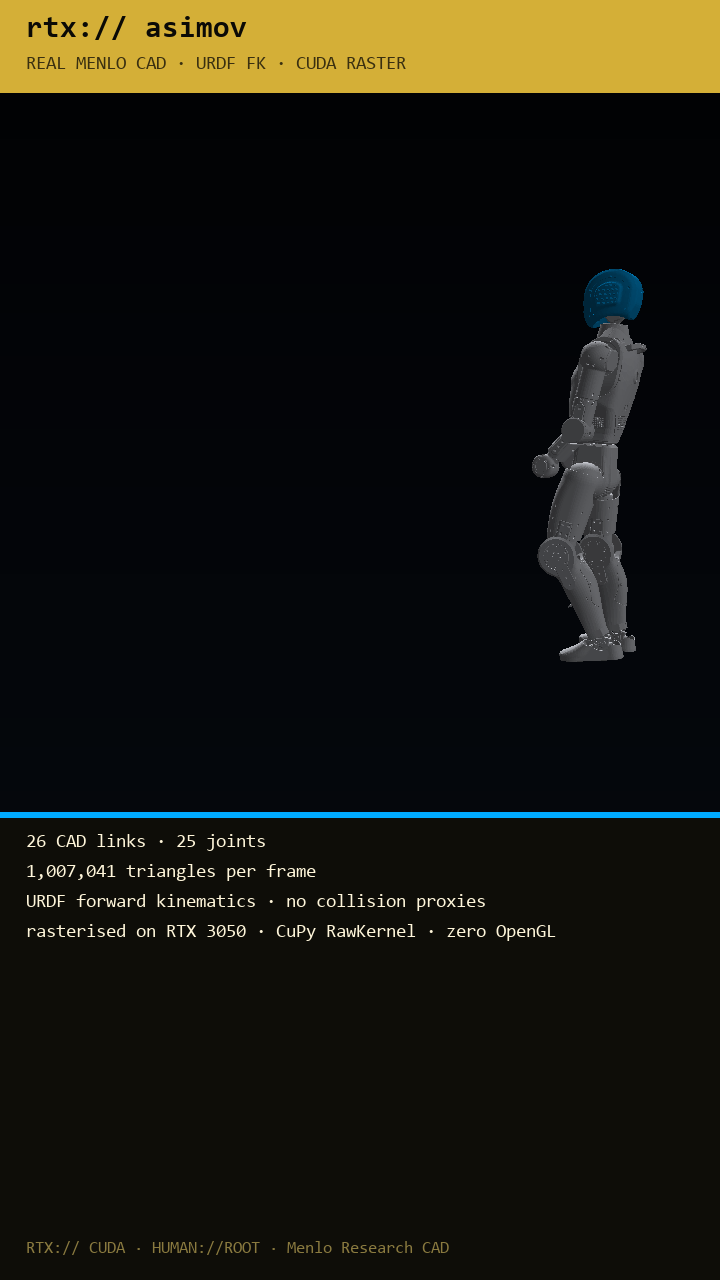 rtx:// asimov
REAL MENLO CAD · URDF FK · CUDA RASTER
26 CAD links · 25 joints
1,007,041 triangles per frame
URDF forward kinematics · no collision proxies
rasterised on RTX 3050 · CuPy RawKernel · zero OpenGL
RTX:// CUDA · HUMAN://ROOT · Menlo Research CAD